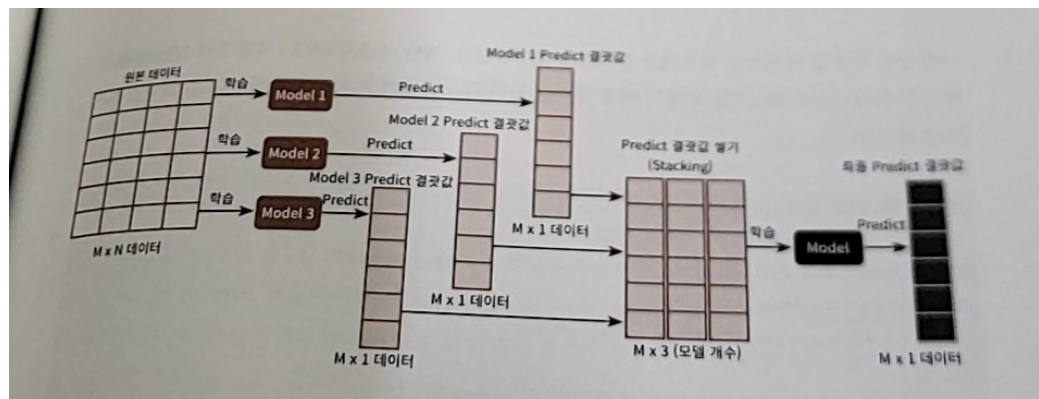 원본 데이터
학습
Model 1
Predict
Model 1 Predict 결괏값
학습
Model 2
Predict
Model 2 Predict 결괏값
학습
Model 3
Predict
Model 3 Predict 결괏값
M x N 데이터
M x 1 데이터
M x 1 데이터
M x 1 데이터
Predict 결괏값 쌓기
(Stacking)
M x 3 (모델 개수)
학습
Model
Predict
최종 Predict 결괏값
M x 1 데이터